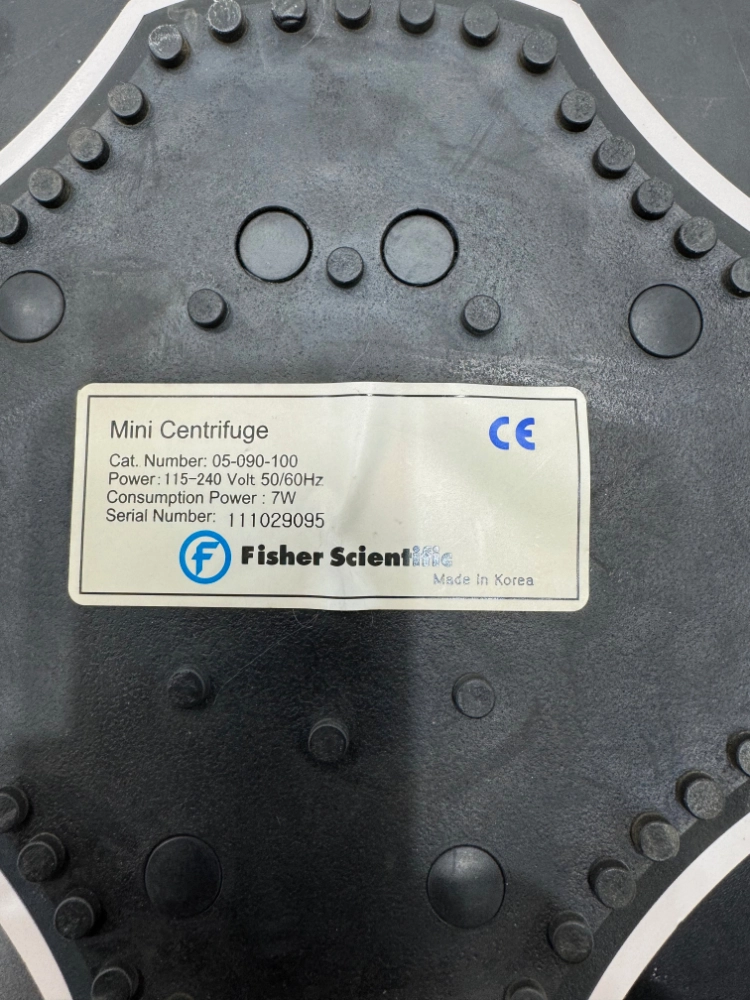 Mini Centrifuge
CE
Cat. Number: 05-090-100
Power: 115-240 Volt 50/60Hz
Consumption Power : 7W
Serial Number: 111029095
Fisher Scientific
Made In Korea